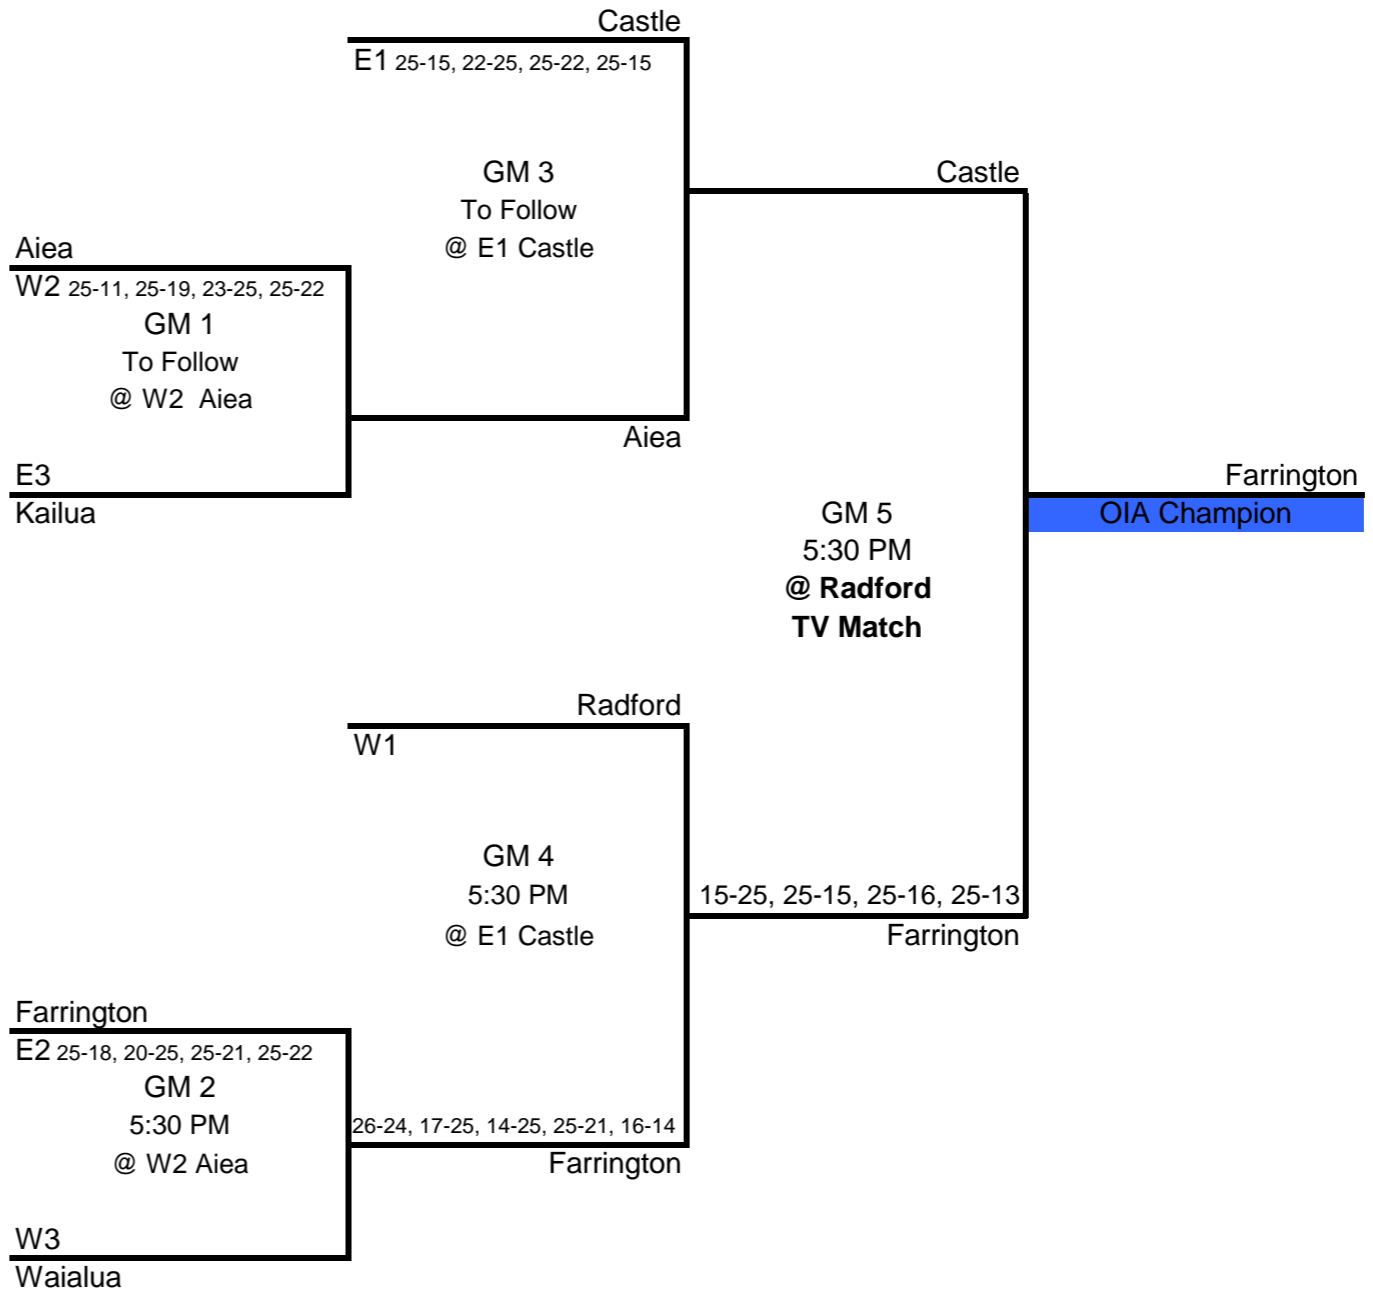 Castle
E1 25-15, 22-25, 25-22, 25-15
GM 3
To Follow
@ E1 Castle
Castle
Aiea
W2 25-11, 25-19, 23-25, 25-22
GM 1
To Follow
@ W2  Aiea
Aiea
E3
Kailua
Farrington
OIA Champion
GM 5
5:30 PM
@ Radford
TV Match
Radford
W1
GM 4
5:30 PM
@ E1 Castle
15-25, 25-15, 25-16, 25-13
Farrington
Farrington
E2 25-18, 20-25, 25-21, 25-22
GM 2
5:30 PM
@ W2 Aiea
26-24, 17-25, 14-25, 25-21, 16-14
Farrington
W3
Waialua